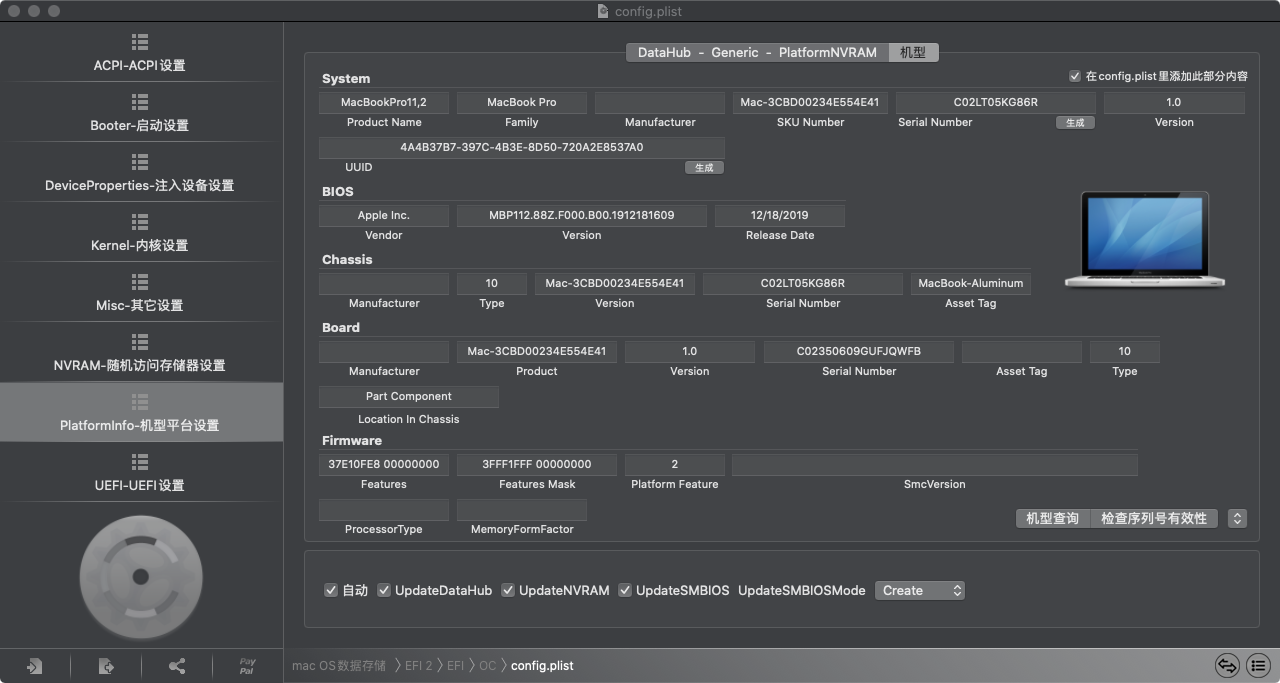 config.plist
ACPI-ACPI设置
Booter-启动设置
DeviceProperties-注入设备设置
Kernel-内核设置
Misc-其它设置
NVRAM-随机访问存储器设置
PlatformInfo-机型平台设置
UEFI-UEFI设置
Pay
Pal
DataHub - Generic - PlatformNVRAM 机型
System 在config.plist里添加此部分内容
MacBookPro11,2 MacBook Pro Mac-3CBD00234E554E41 C02LT05KG86R 1.0
Product Name Family Manufacturer SKU Number Serial Number 生成 Version
4A4B37B7-397C-4B3E-8D50-720A2E8537A0
UUID 生成
BIOS
Apple Inc. MBP112.88Z.F000.B00.1912181609 12/18/2019
Vendor Version Release Date
Chassis
10 Mac-3CBD00234E554E41 C02LT05KG86R MacBook-Aluminum
Manufacturer Type Version Serial Number Asset Tag
Board
Mac-3CBD00234E554E41 1.0 C02350609GUFJQWFB 10
Manufacturer Product Version Serial Number Asset Tag Type
Part Component
Location In Chassis
Firmware
37E10FE8 00000000 3FFF1FFF 00000000 2
Features Features Mask Platform Feature SmcVersion
ProcessorType MemoryFormFactor 机型查询 检查序列号有效性
自动 UpdateDataHub UpdateNVRAM UpdateSMBIOS UpdateSMBIOSMode Create
mac OS数据存储 〉EFI 2 〉EFI 〉OC 〉config.plist